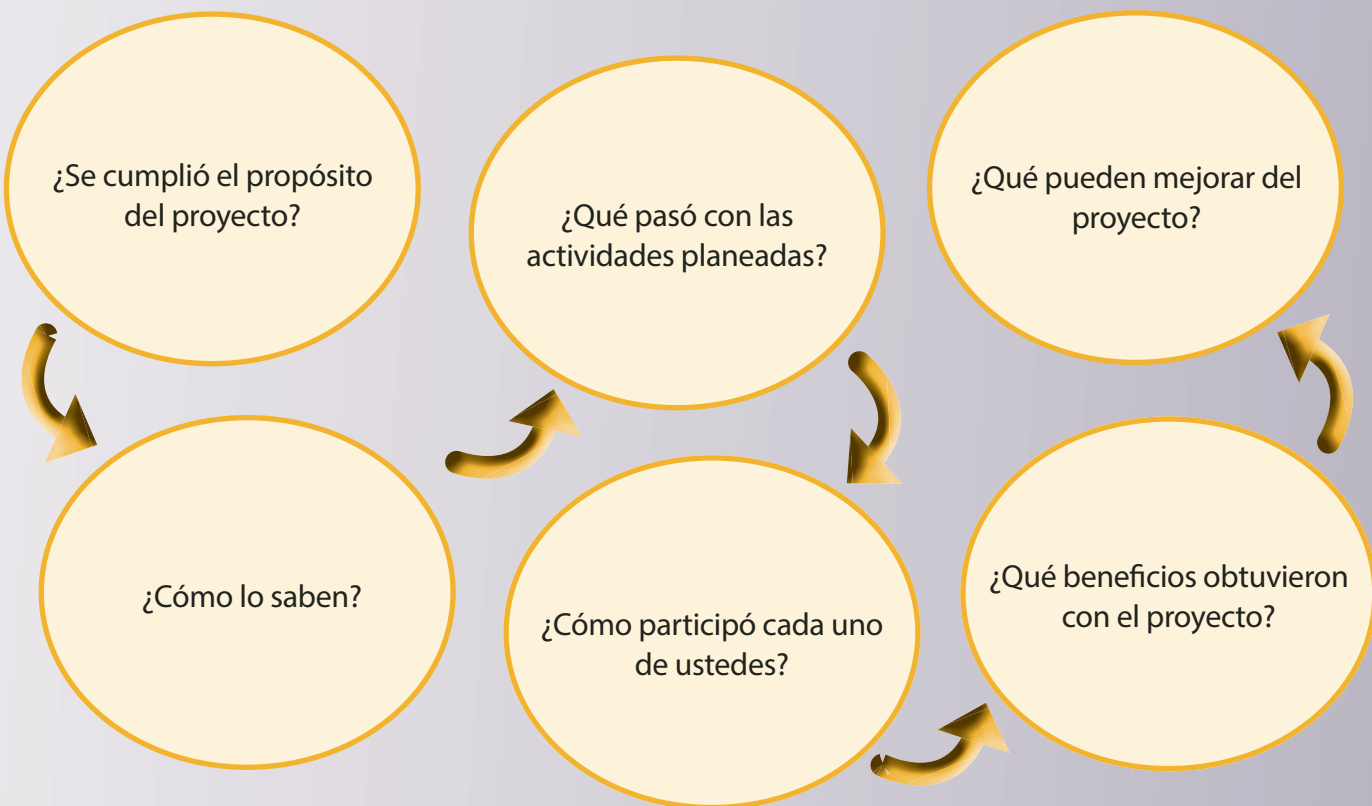 ¿Se cumplió el propósito
del proyecto?
¿Cómo lo saben?
¿Qué pasó con las
actividades planeadas?
¿Cómo participó cada uno
de ustedes?
¿Qué beneficios obtuvieron
con el proyecto?
¿Qué pueden mejorar del
proyecto?